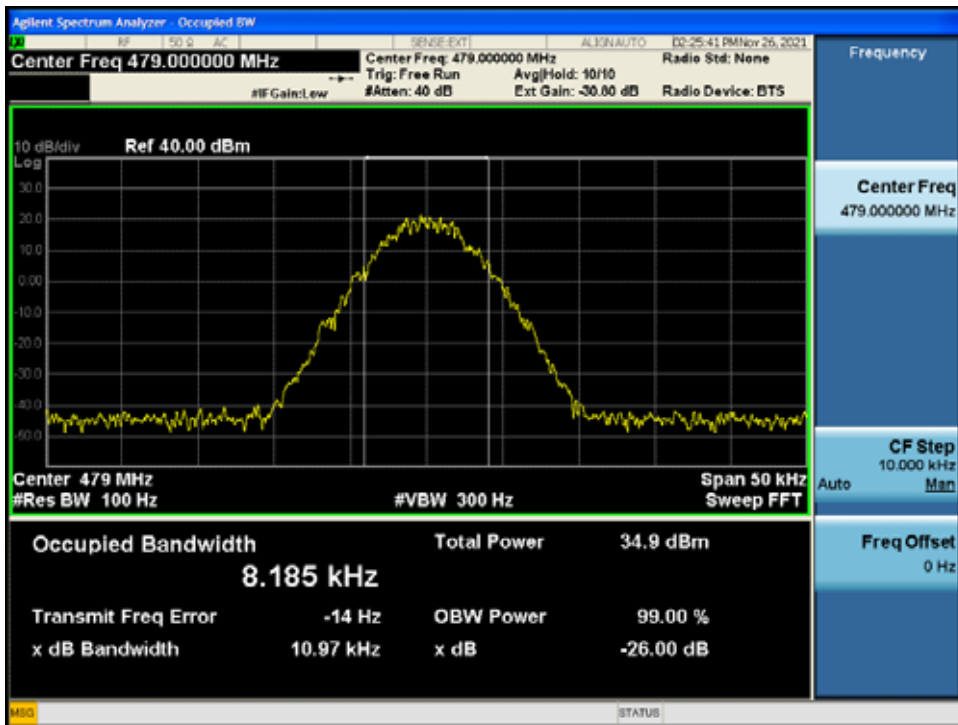 Agilent Spectrum Analyzer - Occupied BW
RF 50 Ω AC SENSE:EXT ALIGNAUTO 02:25:41 PMNov 26, 2021
Center Freq 479.000000 MHz
Center Freq: 479.000000 MHz Radio Std: None
Trig: Free Run Avg|Hold: 10/10
#IFGain:Low #Atten: 40 dB Ext Gain: -30.80 dB Radio Device: BTS
10 dB/div Ref 40.00 dBm
Log
30.0
20.0
10.0
0.00
-10.0
-20.0
-30.0
-40.0
-50.0
Center 479 MHz Span 50 kHz
#Res BW 100 Hz #VBW 300 Hz Sweep FFT
Occupied Bandwidth Total Power 34.9 dBm
8.185 kHz
Transmit Freq Error -14 Hz OBW Power 99.00 %
x dB Bandwidth 10.97 kHz x dB -26.00 dB
MSG STATUS
Frequency
Center Freq
479.000000 MHz
CF Step
10.000 kHz
Auto Man
Freq Offset
0 Hz